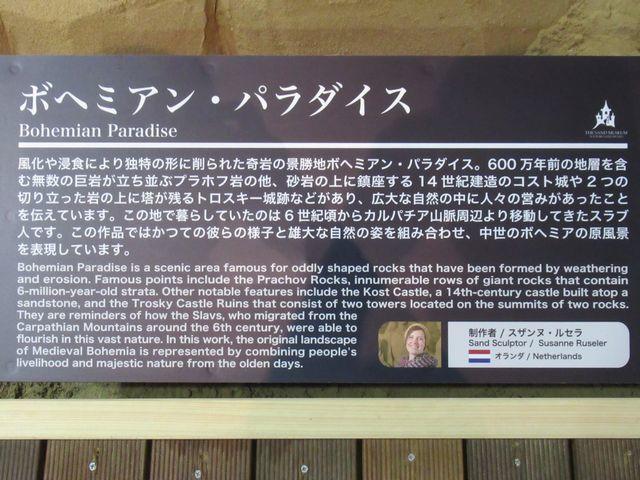 ボヘミアン・パラダイス
Bohemian Paradise
THE SAND MUSEUM
風化や浸食により独特の形に削られた奇岩の景勝地ボヘミアン・パラダイス。600万年前の地層を含
む無数の巨岩が立ち並ぶプラホフ岩の他、砂岩の上に鎮座する14世紀建造のコスト城や2つの
切り立った岩の上に塔が残るトロスキー城跡などがあり、広大な自然の中に人々の営みがあったこと
を伝えています。この地で暮らしていたのは6世紀頃からカルパチア山脈周辺より移動してきたスラブ
人です。この作品ではかつての彼らの様子と雄大な自然の姿を組み合わせ、中世のボヘミアの原風景
を表現しています。
Bohemian Paradise is a scenic area famous for oddly shaped rocks that have been formed by weathering
and erosion. Famous points include the Prachov Rocks, innumerable rows of giant rocks that contain
6-million-year-old strata. Other notable features include the Kost Castle, a 14th-century castle built atop a
sandstone, and the Trosky Castle Ruins that consist of two towers located on the summits of two rocks.
They are reminders of how the Slavs, who migrated from the
Carpathian Mountains around the 6th century, were able to
flourish in this vast nature. In this work, the original landscape
of Medieval Bohemia is represented by combining people's
livelihood and majestic nature from the olden days.
制作者 / スザンヌ・ルセラ
Sand Sculptor / Susanne Ruseler
オランダ / Netherlands